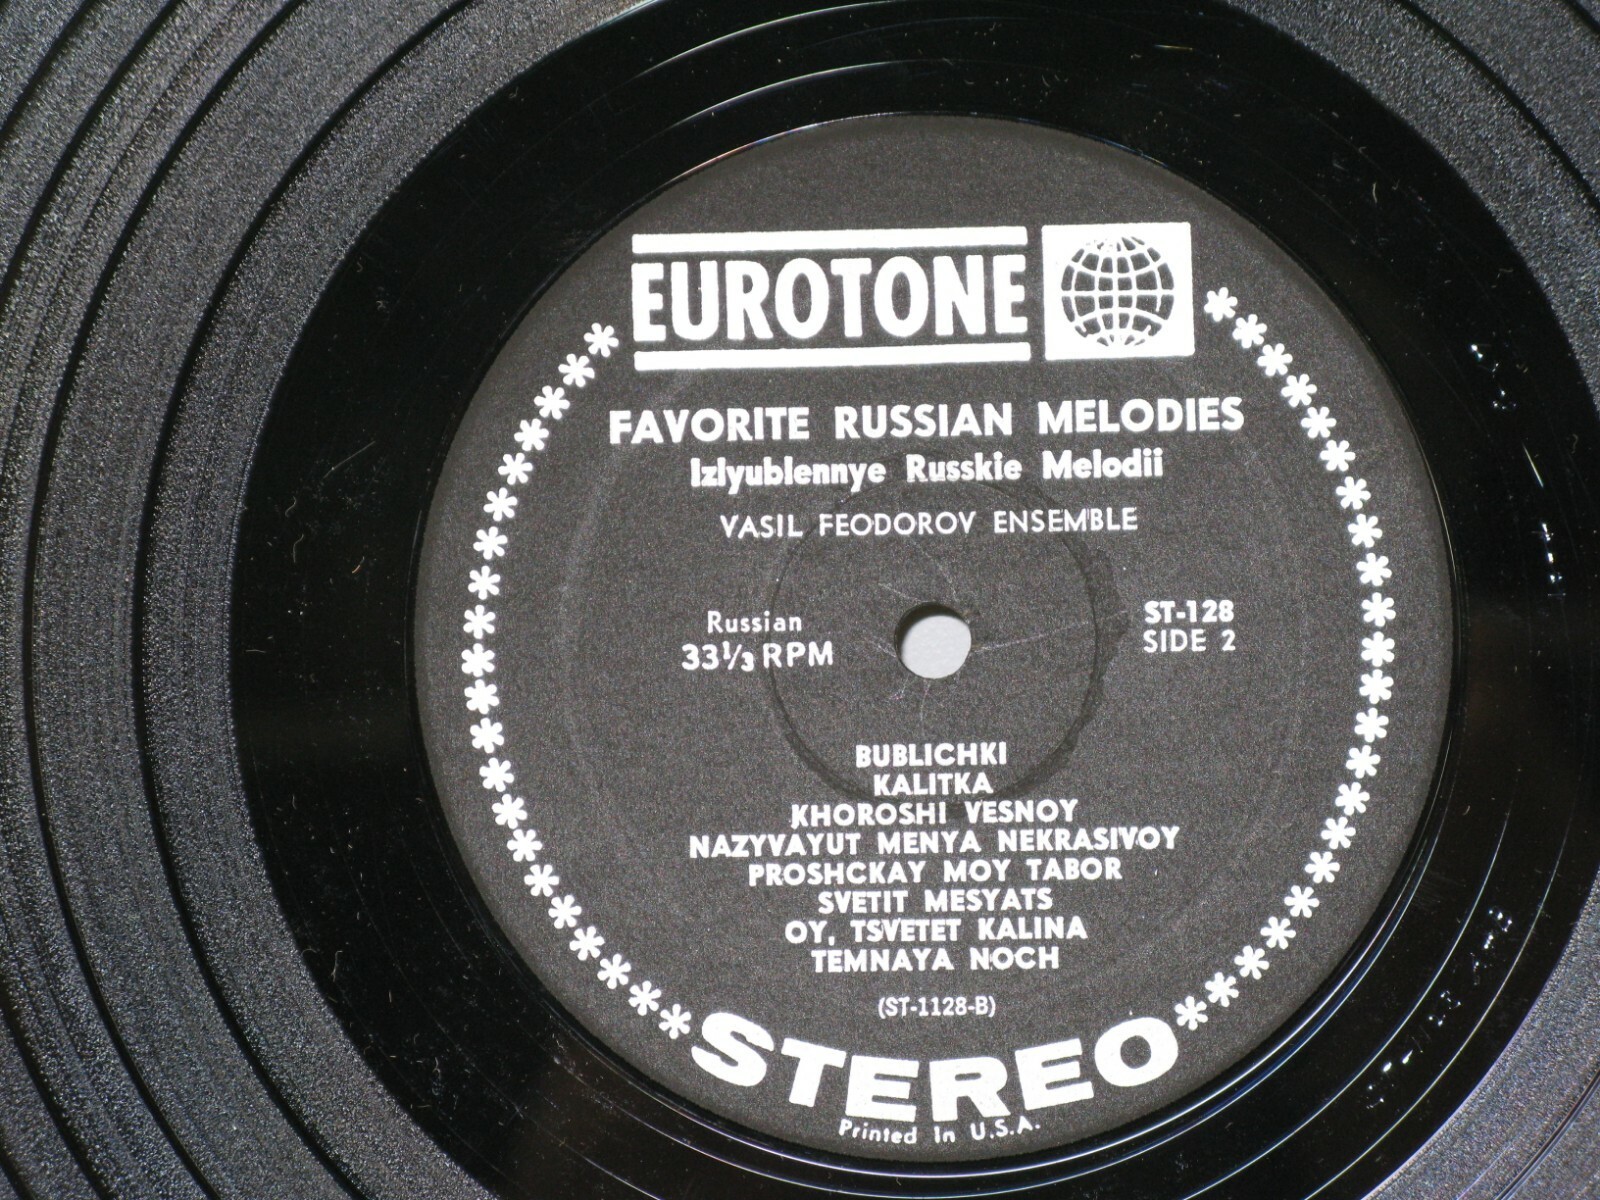 EUROTONE
FAVORITE RUSSIAN MELODIES
Izlyublennye Russkie Melodii
VASIL FEODOROV ENSEMBLE
Russian
33⅓ RPM
ST-128
SIDE 2
BUBLICHKI
KALITKA
KHOROSHI VESNOY
NAZYVAYUT MENYA NEKRASIVOY
PROSHCKAY MOY TABOR
SVETIT MESYATS
OY, TSVETET KALINA
TEMNAYA NOCH
(ST-1128-B)
STEREO
Printed In U.S.A.